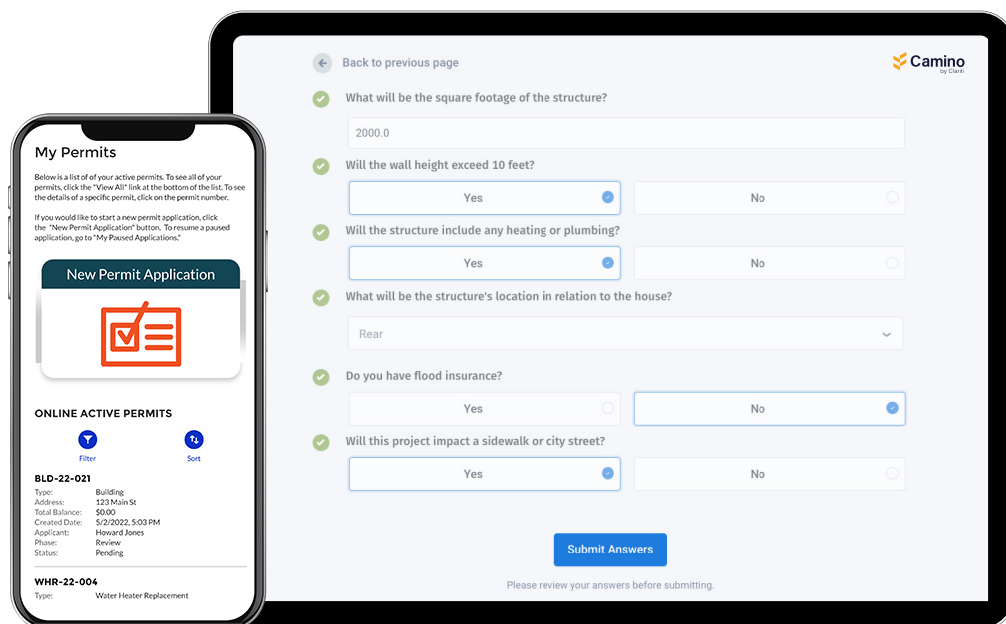 My Permits
Below is a list of of your active permits. To see all of your
permits, click the "View All" link at the bottom of the list. To see
the details of a specific permit, click on the permit number.
If you would like to start a new permit application, click
the "New Permit Application" button. To resume a paused
application, go to "My Paused Applications."
New Permit Application
ONLINE ACTIVE PERMITS
Filter Sort
BLD-22-021
Type: Building
Address: 123 Main St
Total Balance: $0.00
Created Date: 5/2/2022, 5:03 PM
Applicant: Howard Jones
Phase: Review
Status: Pending
WHR-22-004
Type: Water Heater Replacement
Back to previous page
Camino
by Clariti
What will be the square footage of the structure?
2000.0
Will the wall height exceed 10 feet?
Yes No
Will the structure include any heating or plumbing?
Yes No
What will be the structure's location in relation to the house?
Rear
Do you have flood insurance?
Yes No
Will this project impact a sidewalk or city street?
Yes No
Submit Answers
Please review your answers before submitting.